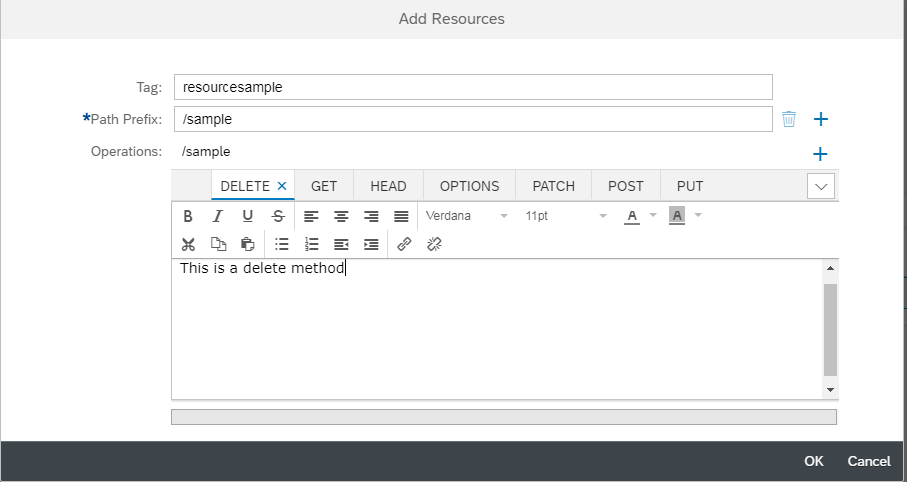 Add Resources
Tag: resourcesample
*Path Prefix: /sample
Operations: /sample
DELETE GET HEAD OPTIONS PATCH POST PUT
B I U S Verdana 11pt A A
This is a delete method
OK Cancel